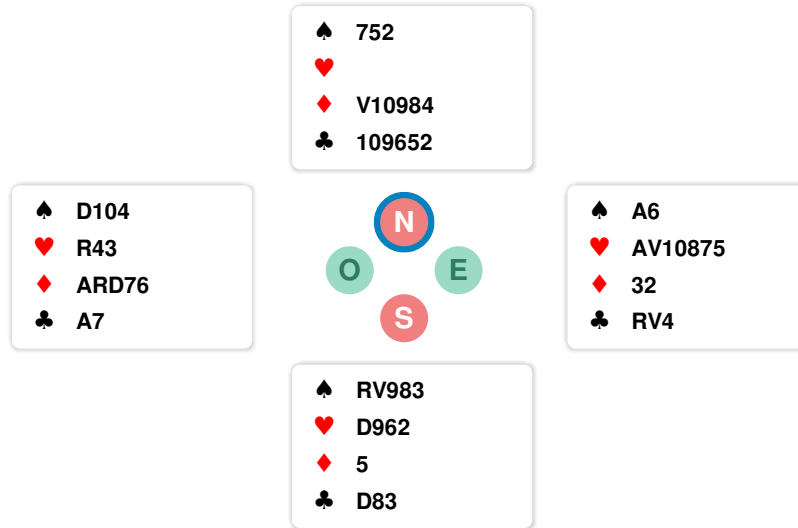 ♠ 752
♥
♦ V10984
♣ 109652
♠ D104
♥ R43
♦ ARD76
♣ A7
N
O E
S
♠ A6
♥ AV10875
♦ 32
♣ RV4
♠ RV983
♥ D962
♦ 5
♣ D83